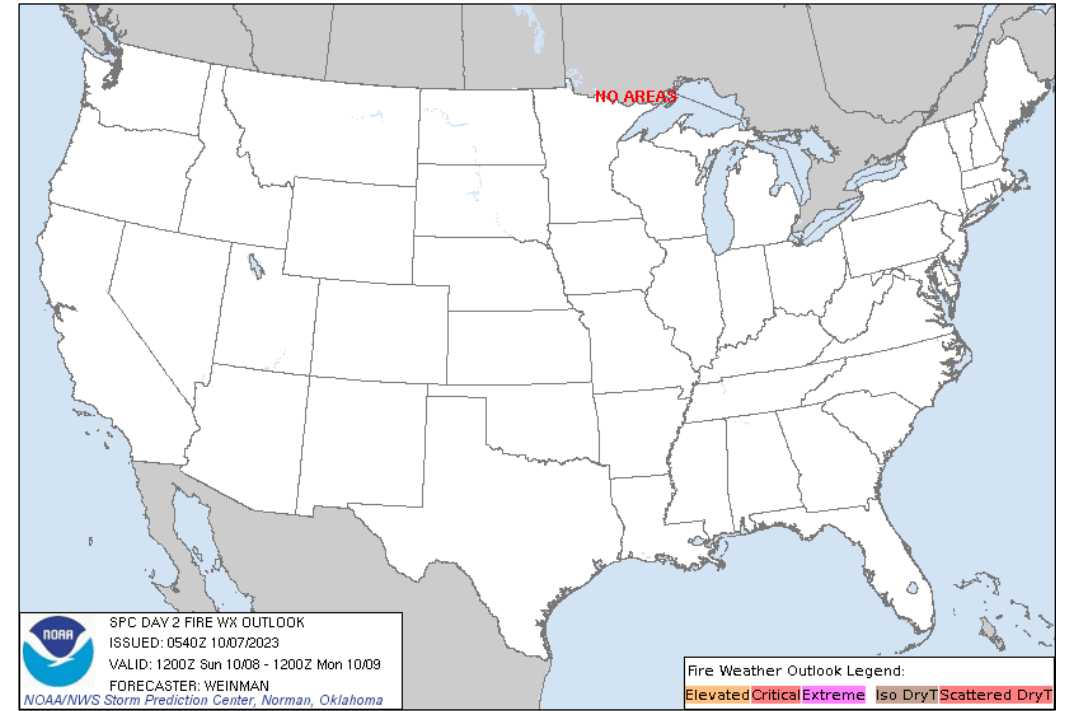 NO AREAS
NOAA
SPC DAY 2 FIRE WX OUTLOOK
ISSUED: 0540Z 10/07/2023
VALID: 1200Z Sun 10/08 - 1200Z Mon 10/09
FORECASTER: WEINMAN
NOAA/NWS Storm Prediction Center, Norman, Oklahoma
Fire Weather Outlook Legend:
Elevated Critical Extreme Iso DryT Scattered DryT